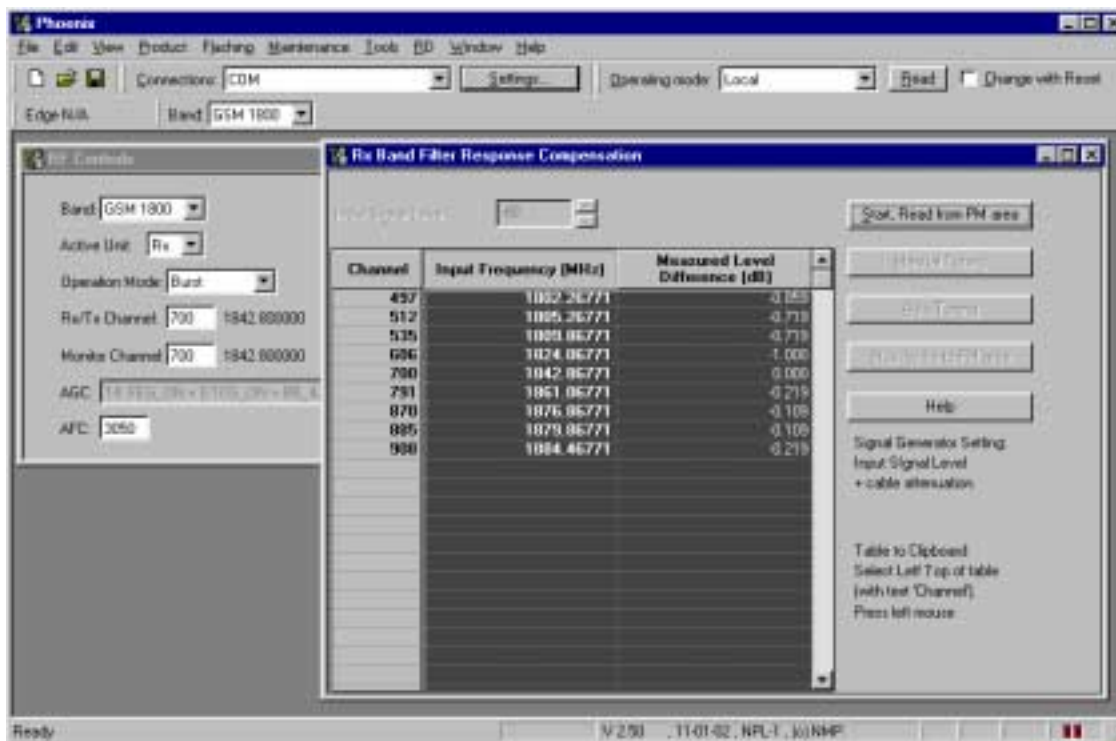 Phoenix
File Edit View Product Flashing Maintenance Tools RD Window Help
Connections: COM Settings... Operating mode: Local Read Change with Reset
Edge N/A Band: GSM 1800
RF Controls
Band: GSM 1800
Active Unit: Rx
Operation Mode: Burst
Rx/Tx Channel: 700 1842.800000
Monitor Channel: 700 1842.800000
AGC:
AFC: 3050
Rx Band Filter Response Compensation
Start, Read from PM area
Help
Signal Generator Setting:
Input Signal Level
+ cable attenuation
Table to Clipboard
Select Left Top of table
(with text 'Channel')
Press left mouse
Channel Input Frequency (MHz) Measured Level Difference (dB)
497 1802.26771
512 1805.26771 -0.719
535 1809.86771 -0.719
606 1824.06771 -1.000
700 1842.86771 0.000
791 1861.06771 -0.219
870 1876.86771 -0.109
885 1879.86771 -0.109
908 1884.46771 -0.219
Ready V 2.50 , 11-01-02 , NPL-1 , (c) NMP